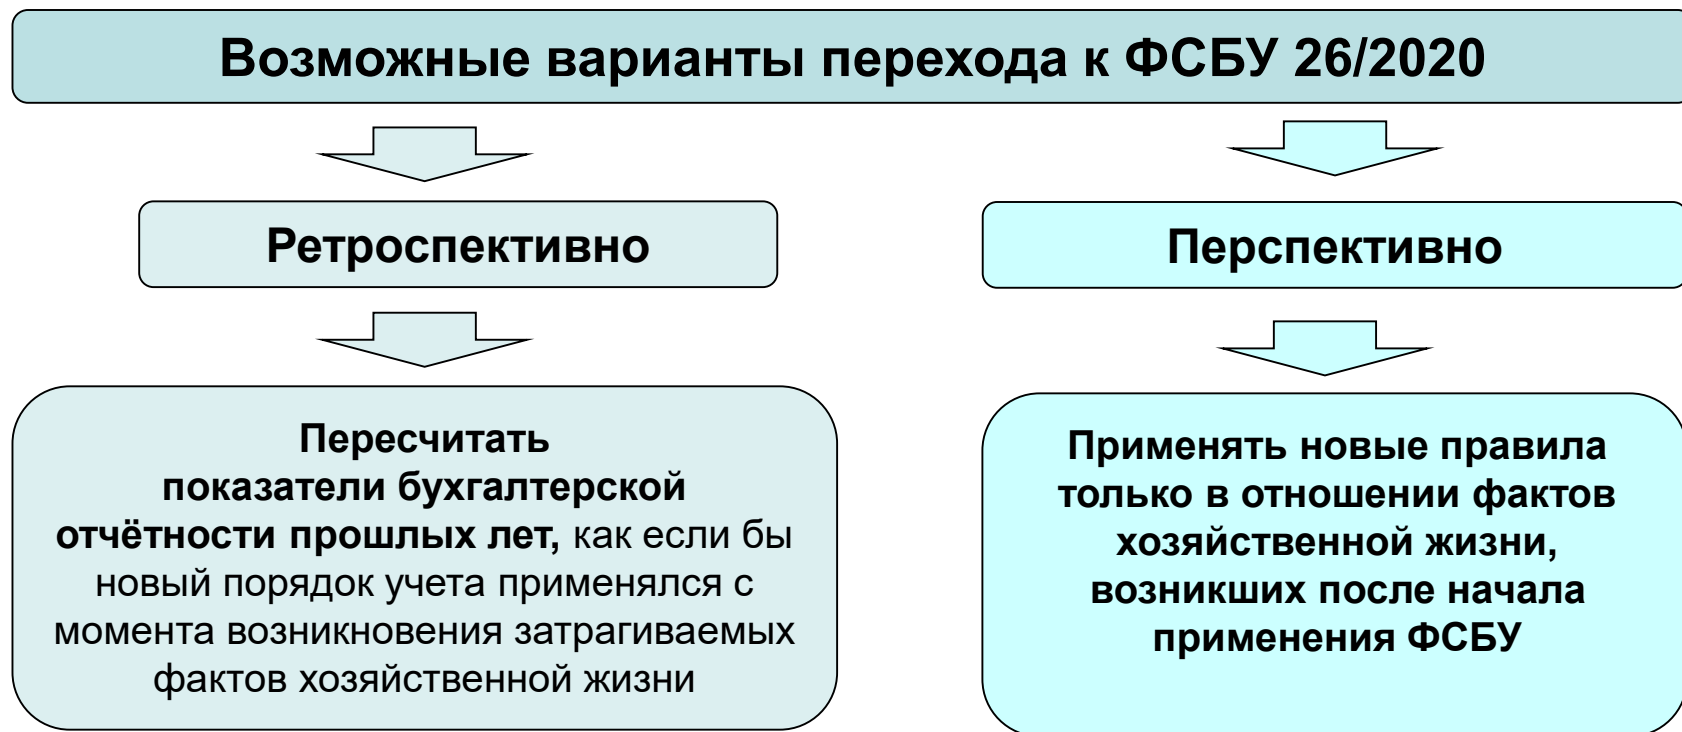 Возможные варианты перехода к ФСБУ 26/2020
Ретроспективно
Перспективно
Пересчитать
показатели бухгалтерской
отчётности прошлых лет, как если бы
новый порядок учета применялся с
момента возникновения затрагиваемых
фактов хозяйственной жизни
Применять новые правила
только в отношении фактов
хозяйственной жизни,
возникших после начала
применения ФСБУ